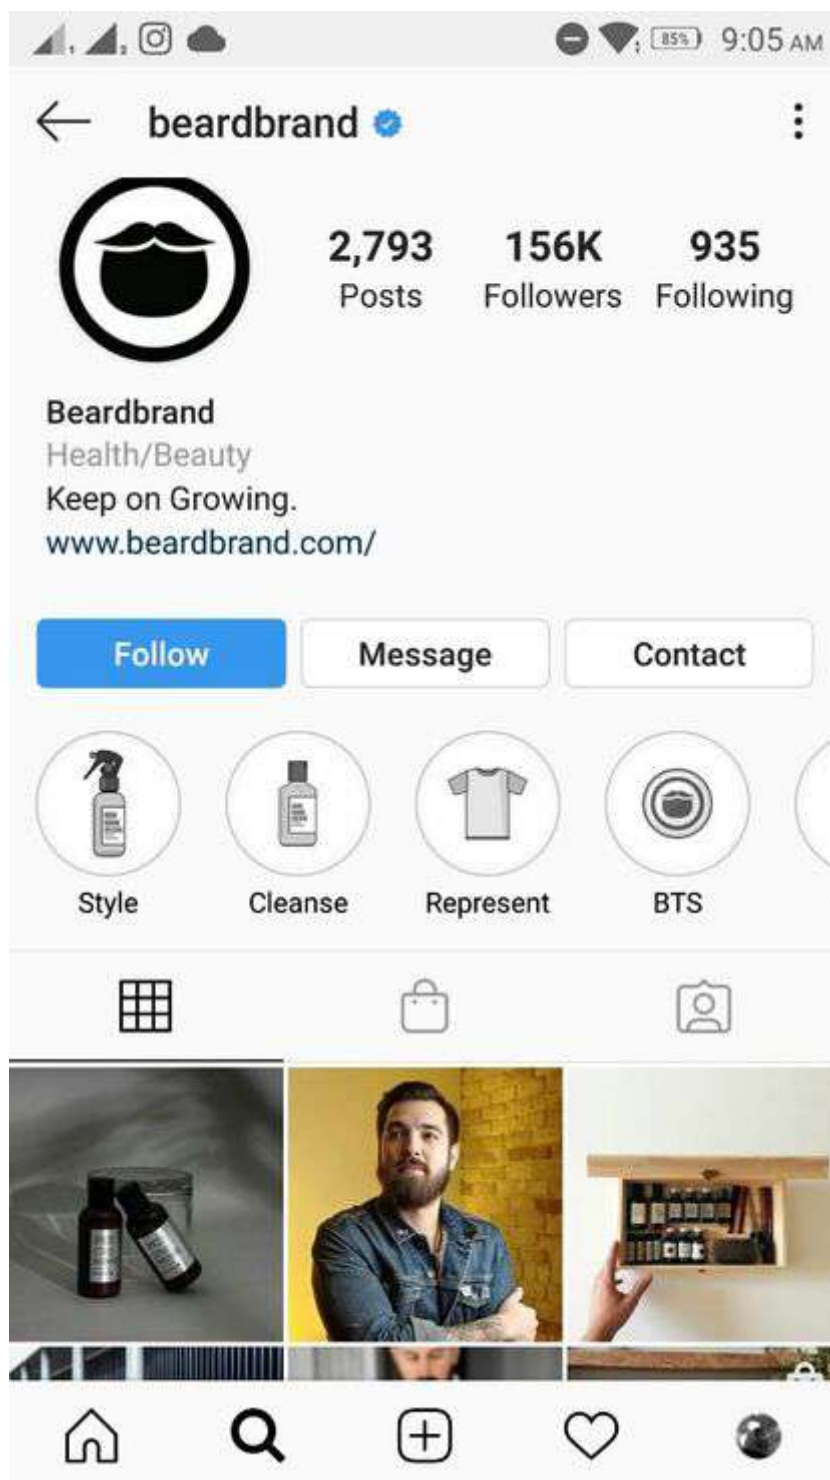 85% 9:05 AM
beardbrand
2,793 156K 935
Posts Followers Following
Beardbrand
Health/Beauty
Keep on Growing.
www.beardbrand.com/
Follow Message Contact
Style Cleanse Represent BTS